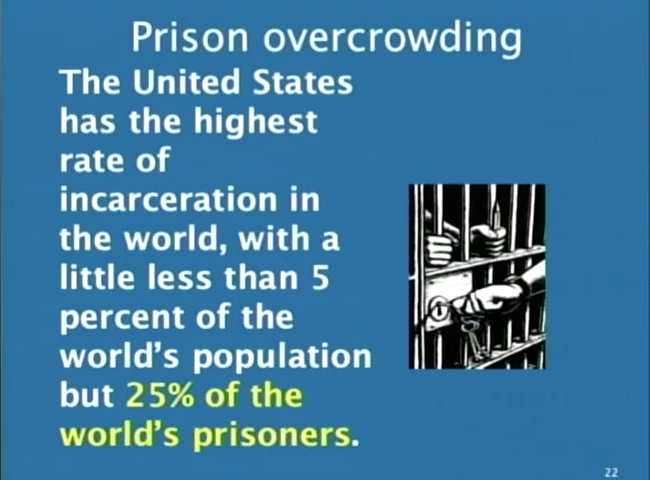 Prison overcrowding
The United States
has the highest
rate of
incarceration in
the world, with a
little less than 5
percent of the
world's population
but 25% of the
world's prisoners.
22